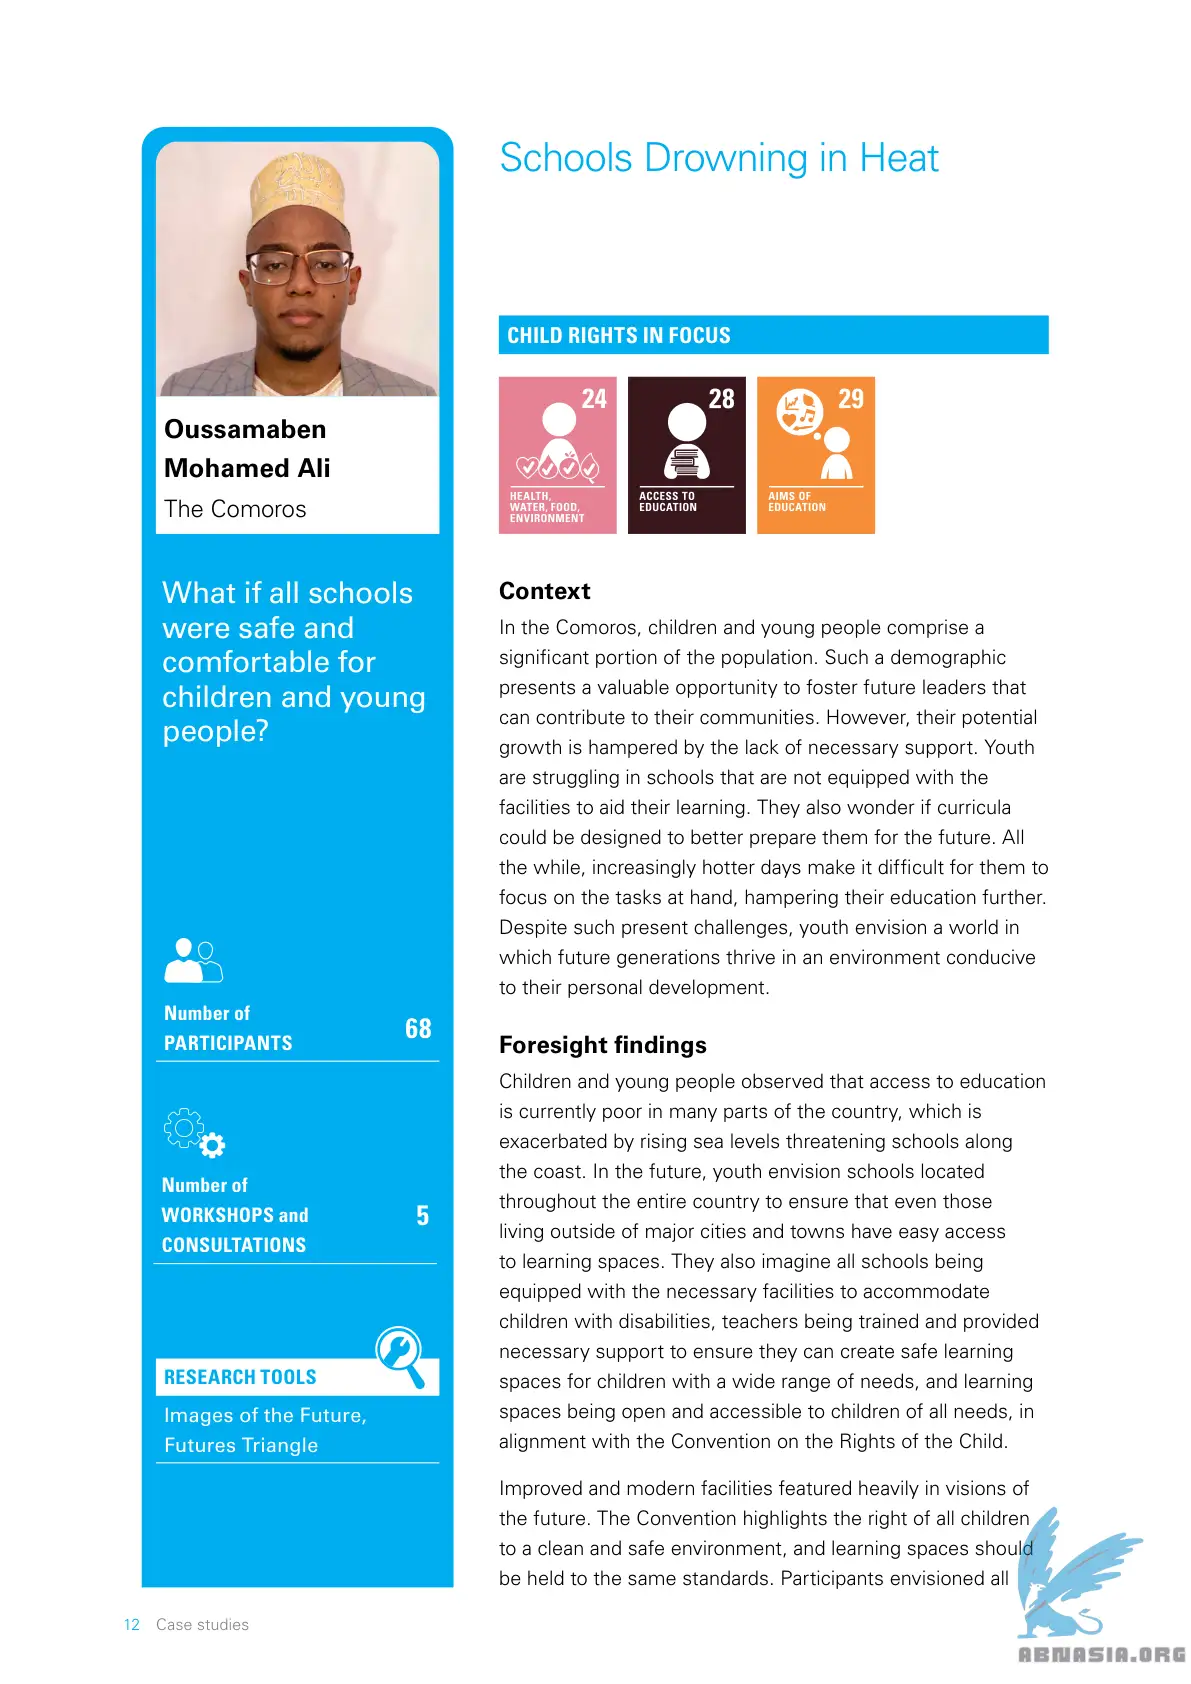 Schools Drowning in Heat
Oussamaben
Mohamed Ali
The Comoros
What if all schools
were safe and
comfortable for
children and young
people?
Number of
PARTICIPANTS
68
Number of
WORKSHOPS and
CONSULTATIONS
5
RESEARCH TOOLS
Images of the Future,
Futures Triangle
CHILD RIGHTS IN FOCUS
24
HEALTH,
WATER, FOOD,
ENVIRONMENT
28
ACCESS TO
EDUCATION
29
AIMS OF
EDUCATION
Context
In the Comoros, children and young people comprise a
significant portion of the population. Such a demographic
presents a valuable opportunity to foster future leaders that
can contribute to their communities. However, their potential
growth is hampered by the lack of necessary support. Youth
are struggling in schools that are not equipped with the
facilities to aid their learning. They also wonder if curricula
could be designed to better prepare them for the future. All
the while, increasingly hotter days make it difficult for them to
focus on the tasks at hand, hampering their education further.
Despite such present challenges, youth envision a world in
which future generations thrive in an environment conducive
to their personal development.
Foresight findings
Children and young people observed that access to education
is currently poor in many parts of the country, which is
exacerbated by rising sea levels threatening schools along
the coast. In the future, youth envision schools located
throughout the entire country to ensure that even those
living outside of major cities and towns have easy access
to learning spaces. They also imagine all schools being
equipped with the necessary facilities to accommodate
children with disabilities, teachers being trained and provided
necessary support to ensure they can create safe learning
spaces for children with a wide range of needs, and learning
spaces being open and accessible to children of all needs, in
alignment with the Convention on the Rights of the Child.
Improved and modern facilities featured heavily in visions of
the future. The Convention highlights the right of all children
to a clean and safe environment, and learning spaces should
be held to the same standards. Participants envisioned all
12 Case studies
ABNASIA.ORG